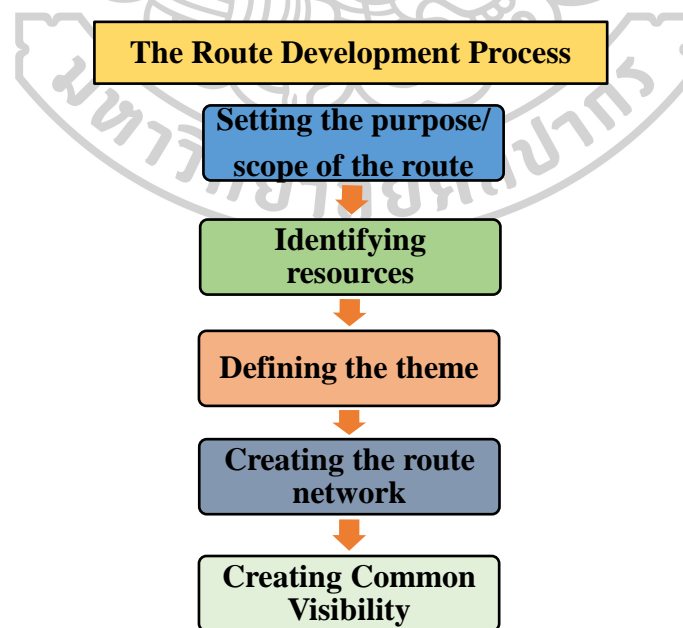 The Route Development Process
Setting the purpose/
scope of the route
Identifying
resources
Defining the theme
Creating the route
network
Creating Common
Visibility